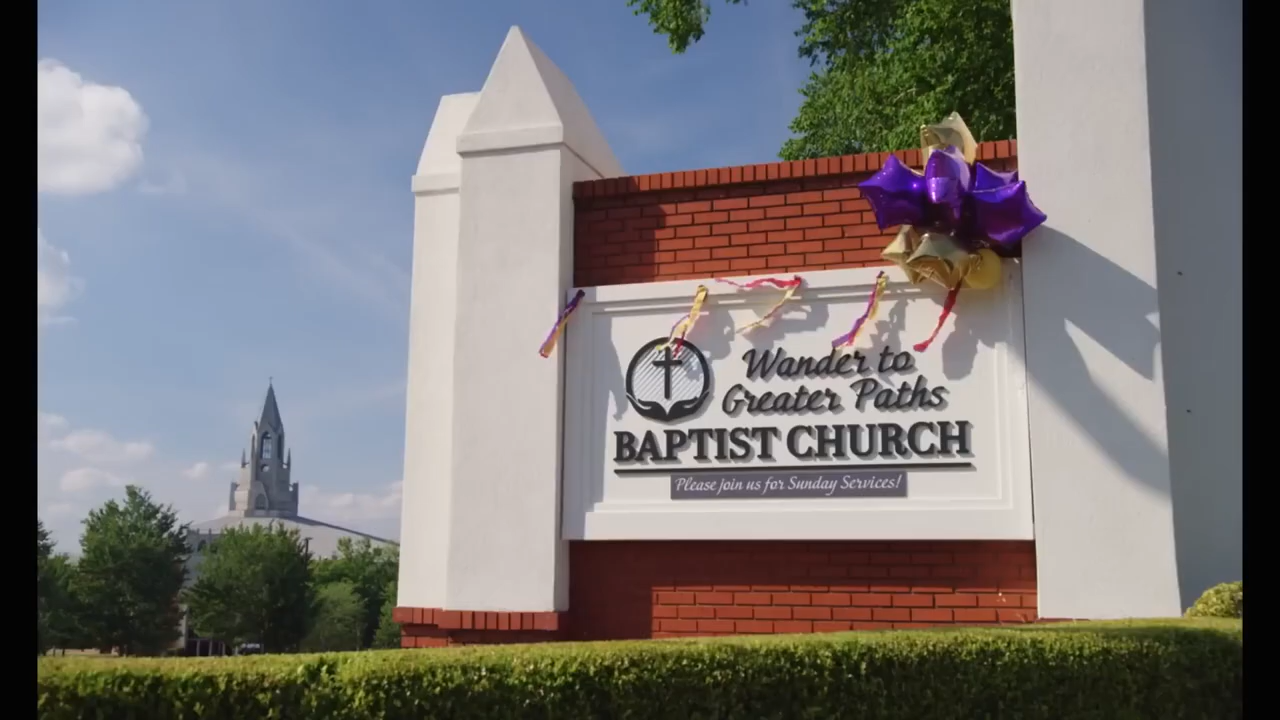 Wander to
Greater Paths
BAPTIST CHURCH
Please join us for Sunday Services!